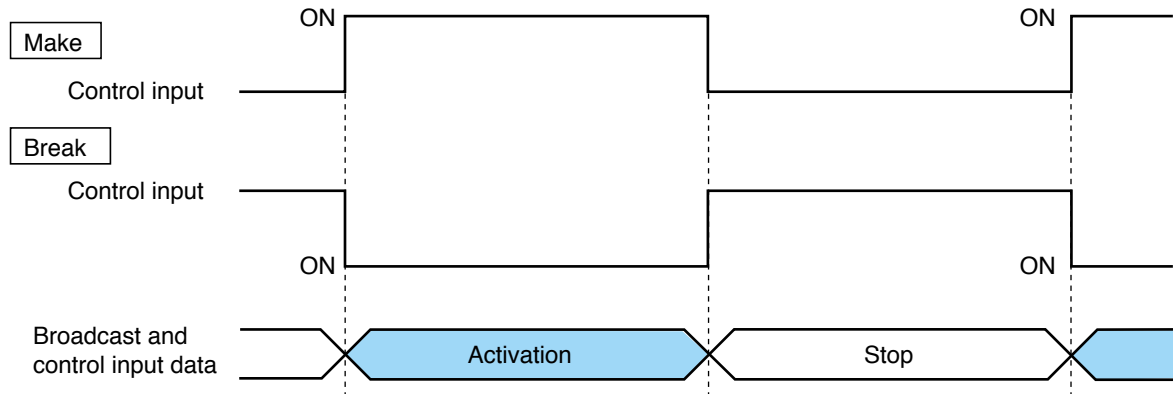 ON
ON
Make
Control input
Break
Control input
ON
ON
Broadcast and
control input data
Activation
Stop